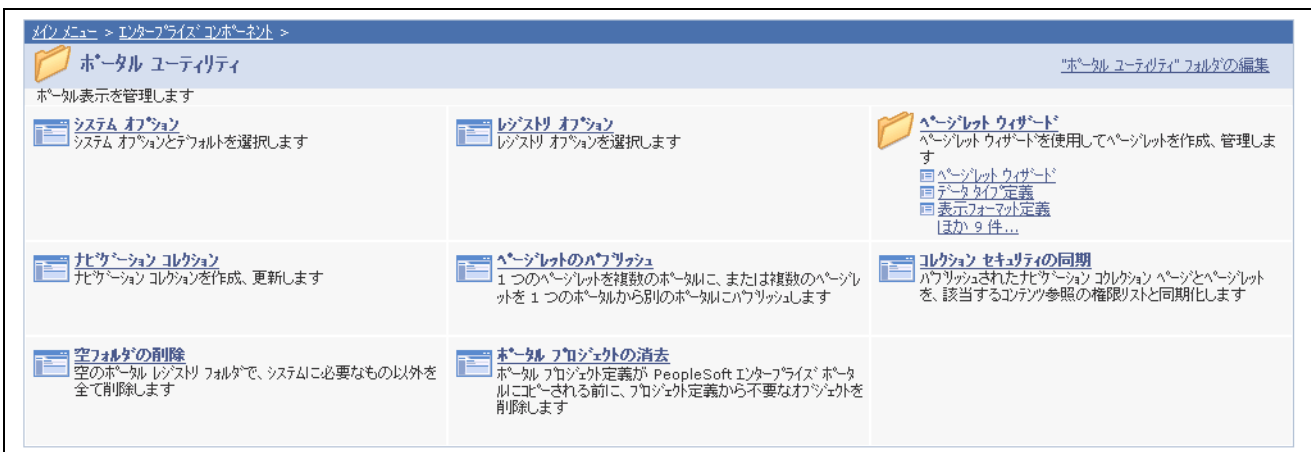 メイン メニュー > エンタープライズ コンポーネント >
ポータル ユーティリティ
"ポータル ユーティリティ" フォルダの編集
ポータル表示を管理します
システム オプション
システム オプションとデフォルトを選択します
レジストリ オプション
レジストリ オプションを選択します
ページレット ウィザード
ページレット ウィザードを使用してページレットを作成、管理しま
す
ページレット ウィザード
データ タイプ定義
表示フォーマット定義
ほか 9 件...
ナビゲーション コレクション
ナビゲーション コレクションを作成、更新します
ページレットのパブリッシュ
1 つのページレットを複数のポータルに、または複数のページレ
ットを 1 つのポータルから別のポータルにパブリッシュします
コレクション セキュリティの同期
パブリッシュされたナビゲーション コクレクション ページとページレット
を、該当するコンテンツ参照の権限リストと同期化します
空フォルダの削除
空のポータル レジストリ フォルダで、システムに必要なもの以外を
全て削除します
ポータル プロジェクトの消去
ポータル プロジェクト定義が PeopleSoft エンタープライズ ポータ
ルにコピーされる前に、プロジェクト定義から不要なオブジェクトを
削除します